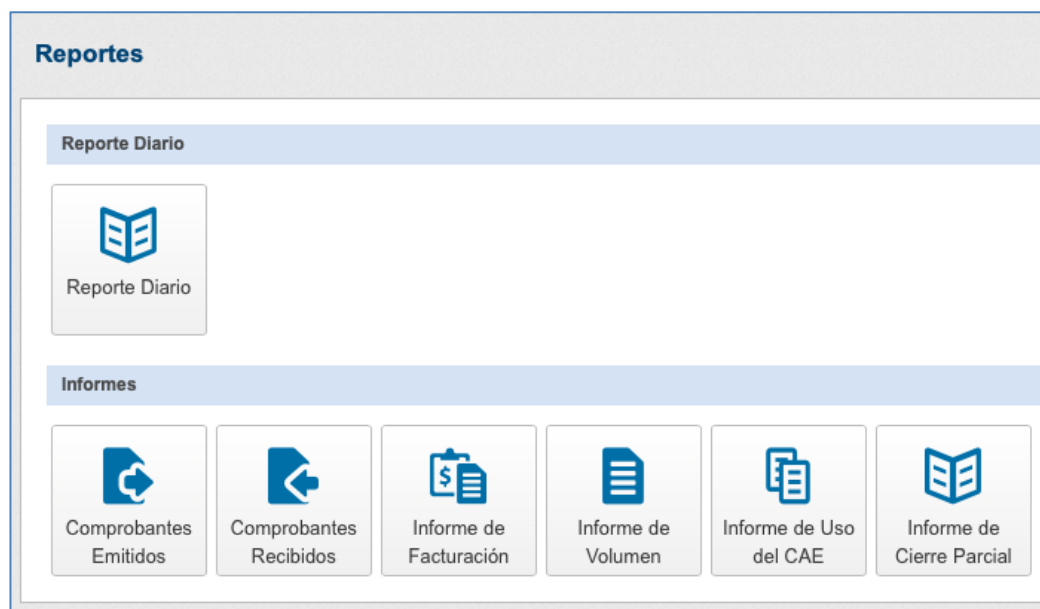 Reportes
Reporte Diario
Reporte Diario
Informes
Comprobantes
Emitidos
Comprobantes
Recibidos
$
Informe de
Facturación
Informe de
Volumen
Informe de Uso
del CAE
Informe de
Cierre Parcial